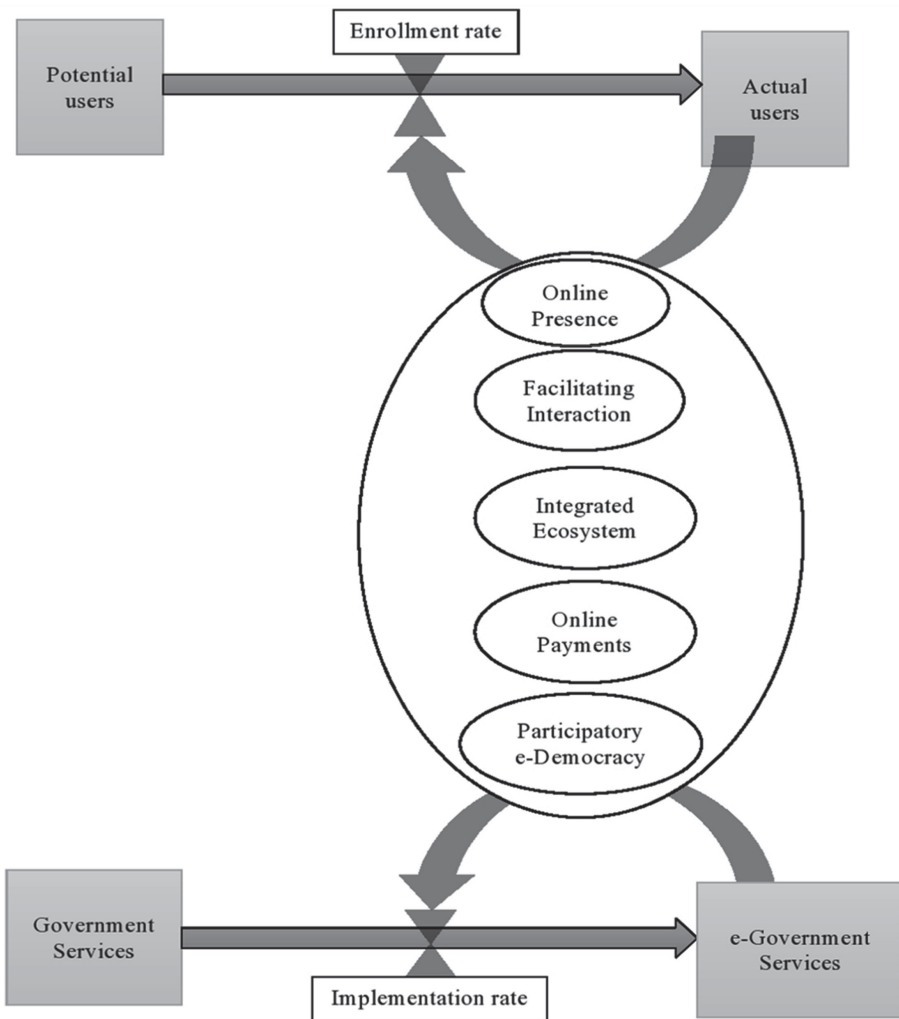 Enrollment rate
Potential
users
Actual
users
Online
Presence
Facilitating
Interaction
Integrated
Ecosystem
Online
Payments
Participatory
e-Democracy
Government
Services
e-Government
Services
Implementation rate